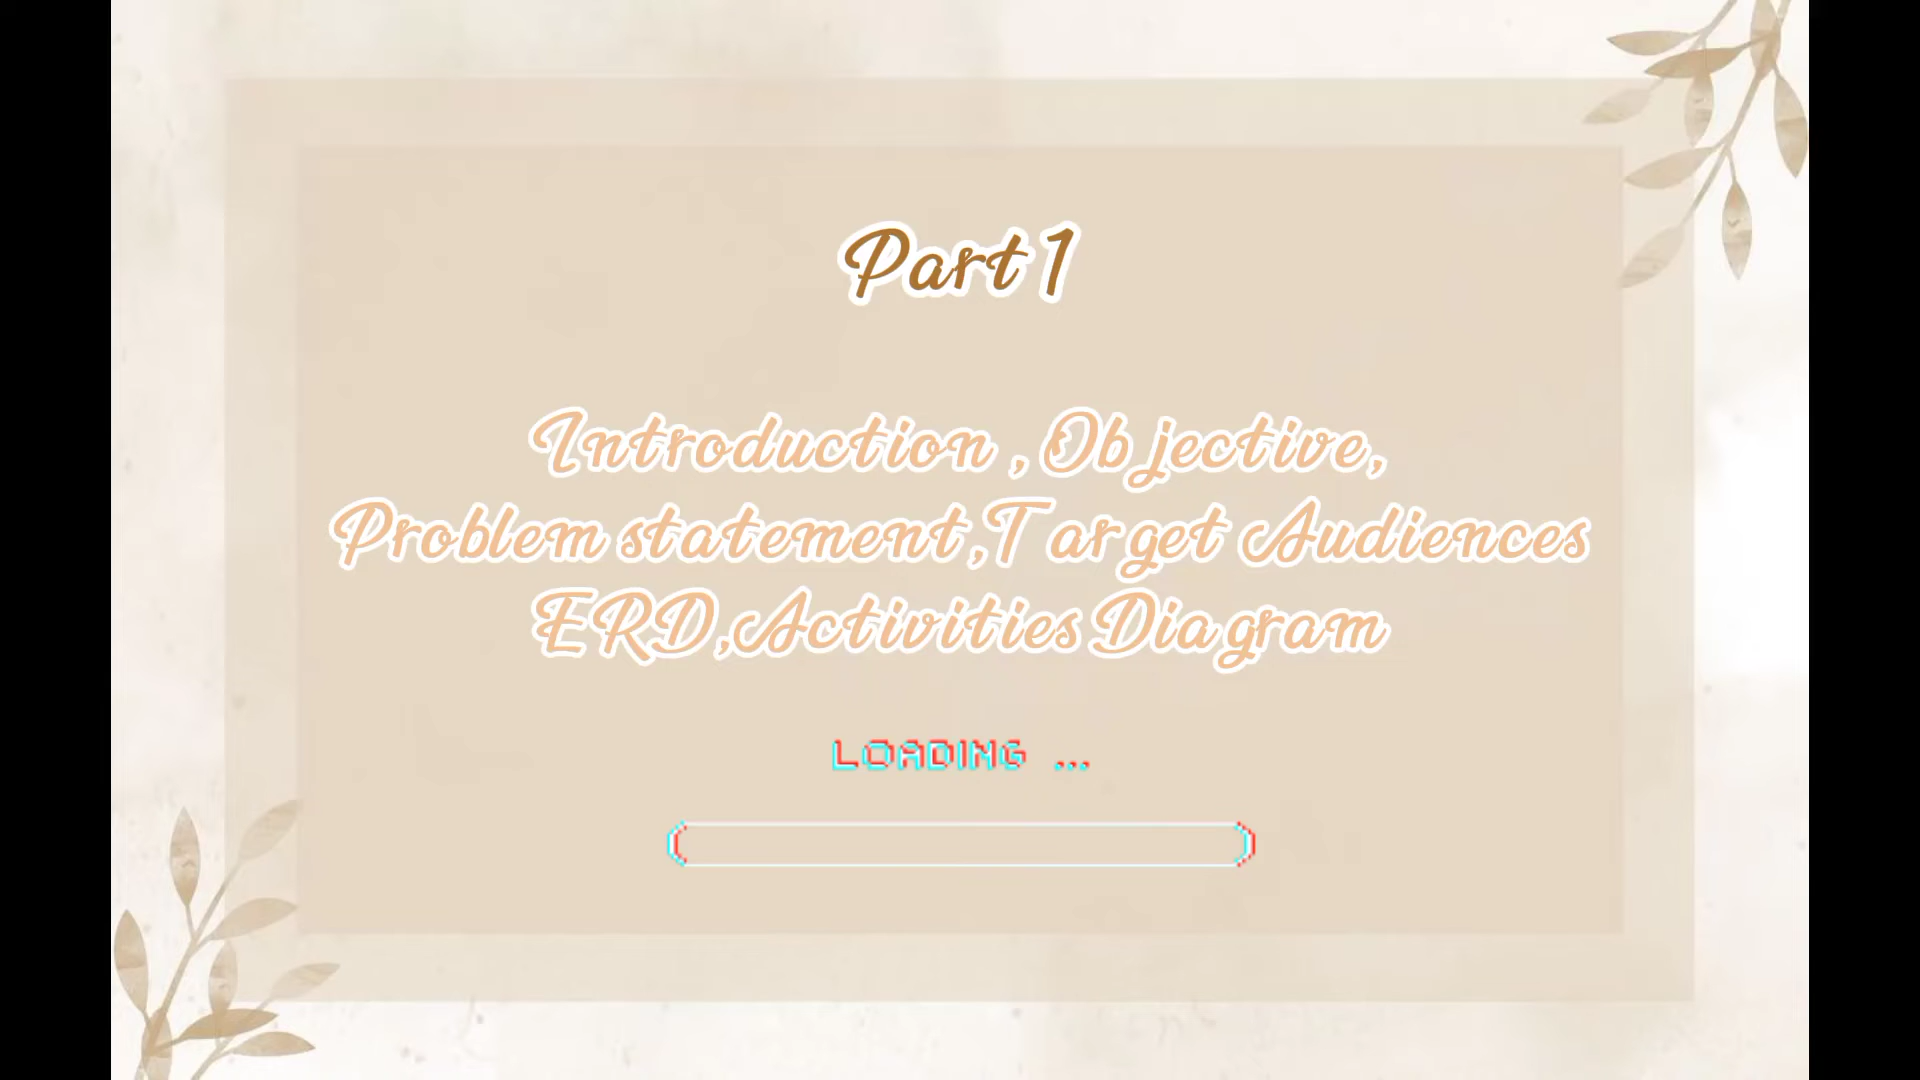 Part 1
Introduction , Objective,
Problem statement,Target Audiences
ERD,Activities Diagram
LOADING ...